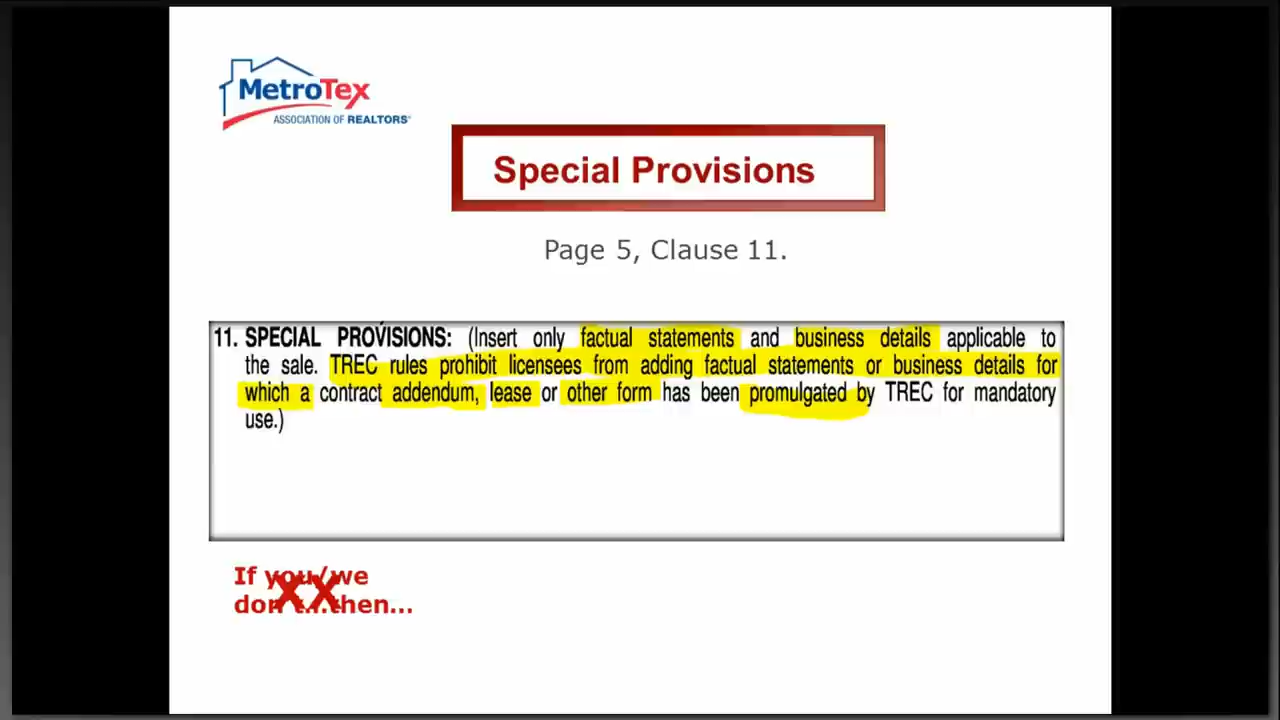 MetroTex
ASSOCIATION OF REALTORS®
Special Provisions
Page 5, Clause 11.
11. SPECIAL PROVISIONS: (Insert only factual statements and business details applicable to
the sale. TREC rules prohibit licensees from adding factual statements or business details for
which a contract addendum, lease or other form has been promulgated by TREC for mandatory
use.)
If you/we
don't...then...
XX